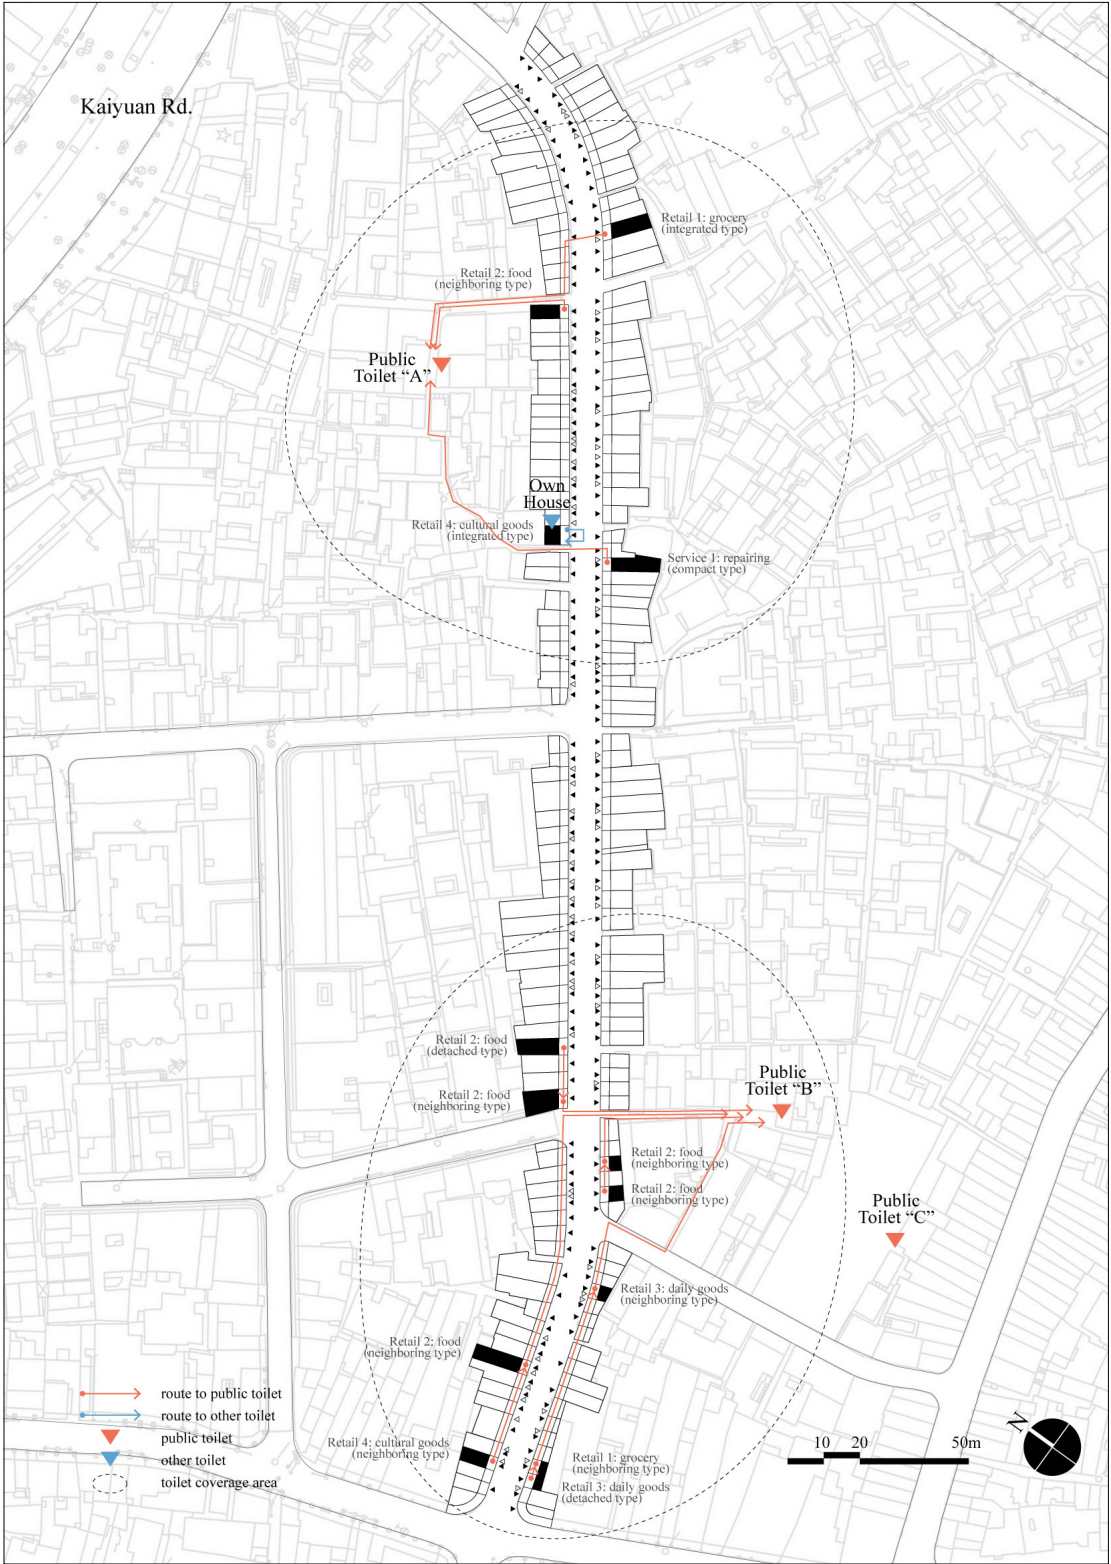 Kaiyuan Rd.
Retail 1: grocery
(integrated type)
Retail 2: food
(neighboring type)
Public
Toilet “A”
Own
House
Retail 4: cultural goods
(integrated type)
Service 1: repairing
(compact type)
Retail 2: food
(detached type)
Retail 2: food
(neighboring type)
Public
Toilet “B”
Retail 2: food
(neighboring type)
Retail 2: food
(neighboring type)
Public
Toilet “C”
Retail 3: daily goods
(neighboring type)
Retail 2: food
(neighboring type)
Retail 4: cultural goods
(neighboring type)
Retail 1: grocery
(neighboring type)
Retail 3: daily goods
(detached type)
route to public toilet
route to other toilet
public toilet
other toilet
toilet coverage area
10 20 50m
N